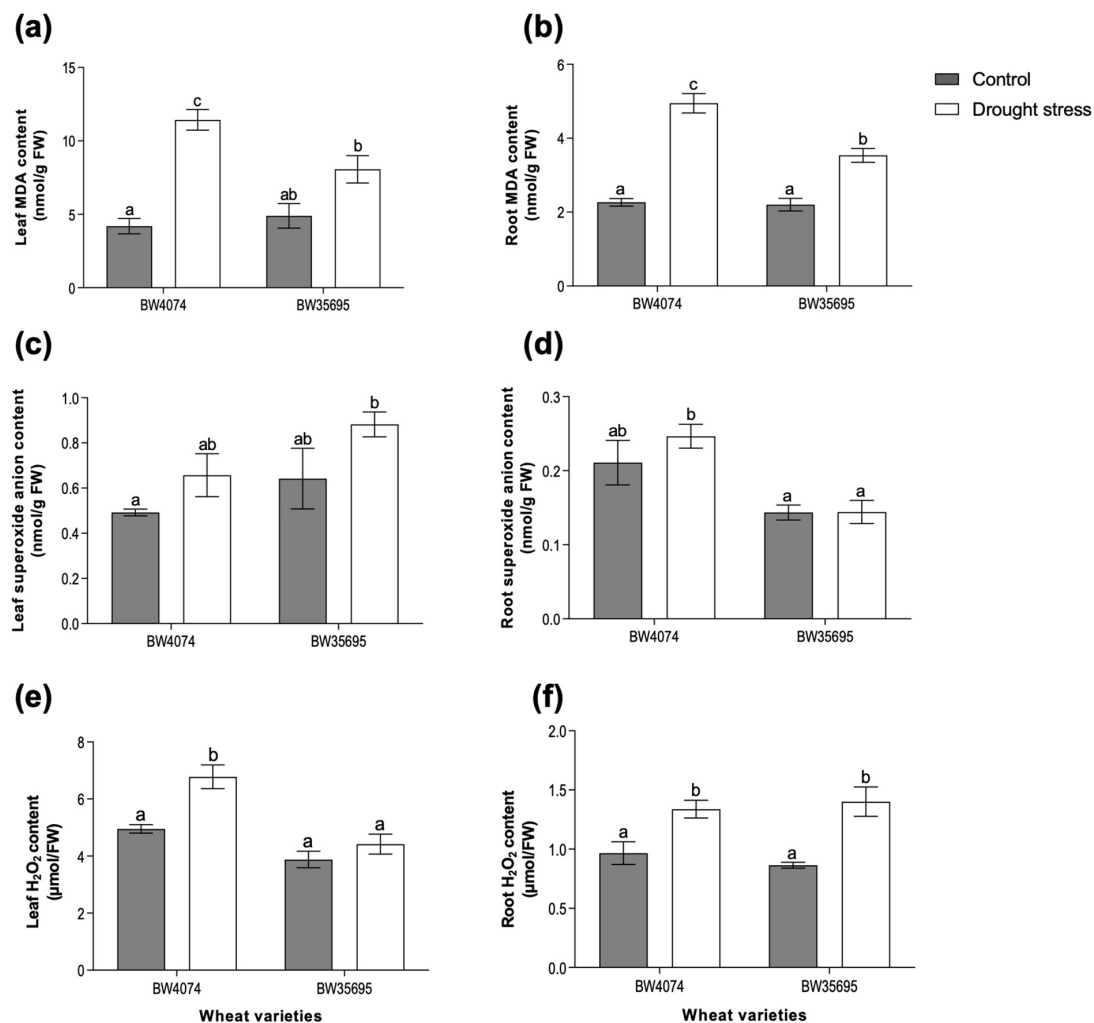 (a)
Leaf MDA content
(nmol/g FW)
15
10
5
0
a
c
ab
b
BW4074
BW35695
(b)
Root MDA content
(nmol/g FW)
6
4
2
0
a
c
a
b
BW4074
BW35695
Control
Drought stress
(c)
Leaf superoxide anion content
(nmol/g FW)
1.0
0.8
0.6
0.4
0.2
0.0
a
ab
ab
b
BW4074
BW35695
(d)
Root superoxide anion content
(nmol/g FW)
0.3
0.2
0.1
0.0
ab
b
a
a
BW4074
BW35695
(e)
Leaf H₂O₂ content
(µmol/FW)
8
6
4
2
0
a
b
a
a
BW4074
BW35695
Wheat varieties
(f)
Root H₂O₂ content
(µmol/FW)
2.0
1.5
1.0
0.5
0.0
a
b
a
b
BW4074
BW35695
Wheat varieties